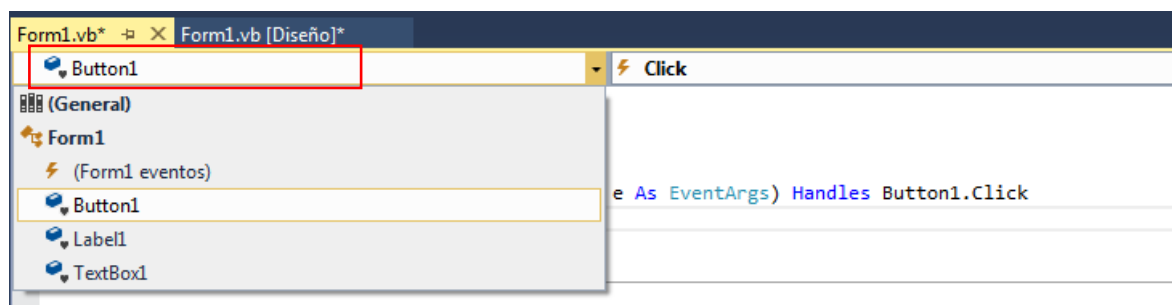 Form1.vb* Form1.vb [Diseño]*
Button1 Click
(General)
Form1
(Form1 eventos)
Button1
e As EventArgs) Handles Button1.Click
Label1
TextBox1